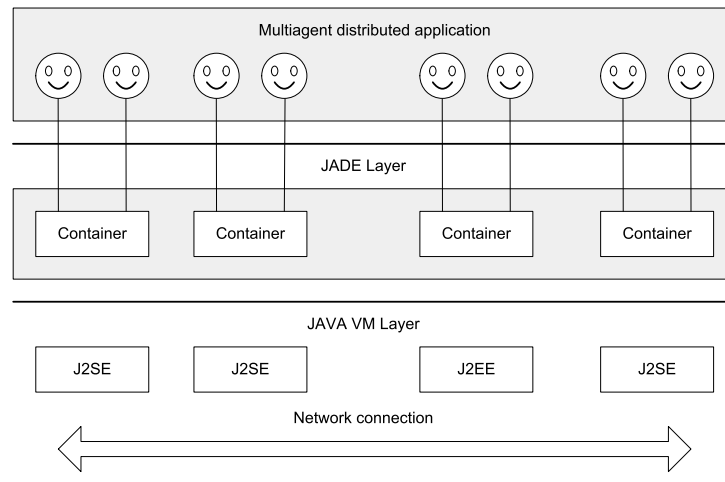 Multiagent distributed application
JADE Layer
Container Container Container Container
JAVA VM Layer
J2SE J2SE J2EE J2SE
Network connection